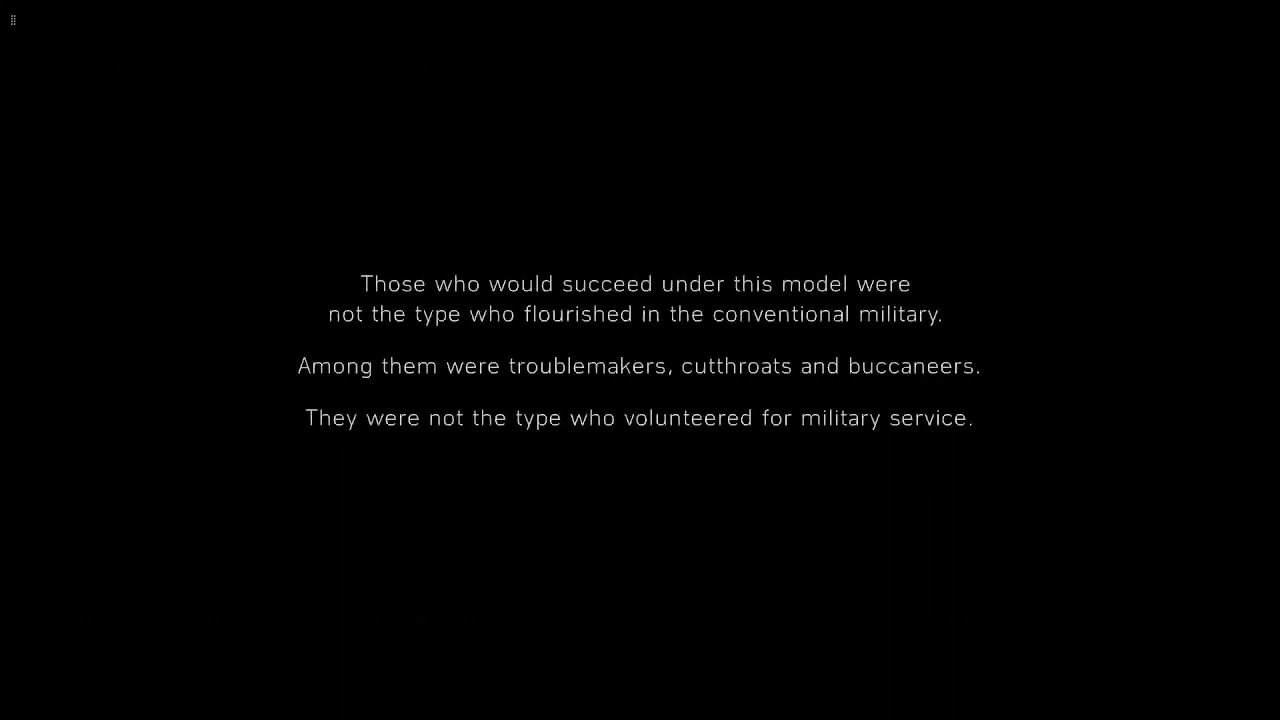 Those who would succeed under this model were
not the type who flourished in the conventional military.
Among them were troublemakers, cutthroats and buccaneers.
They were not the type who volunteered for military service.